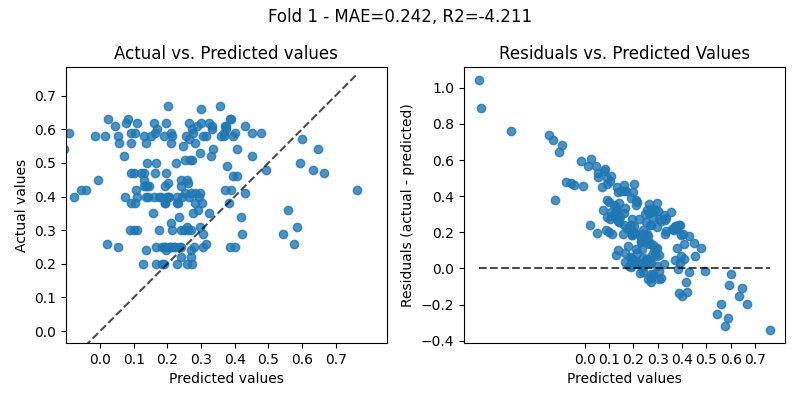 Fold 1 - MAE=0.242, R2=-4.211
Actual vs. Predicted values
Actual values
0.7
0.6
0.5
0.4
0.3
0.2
0.1
0.0
0.0 0.1 0.2 0.3 0.4 0.5 0.6 0.7
Predicted values
Residuals vs. Predicted Values
Residuals (actual - predicted)
1.0
0.8
0.6
0.4
0.2
0.0
−0.2
−0.4
0.0 0.1 0.2 0.3 0.4 0.5 0.6 0.7
Predicted values